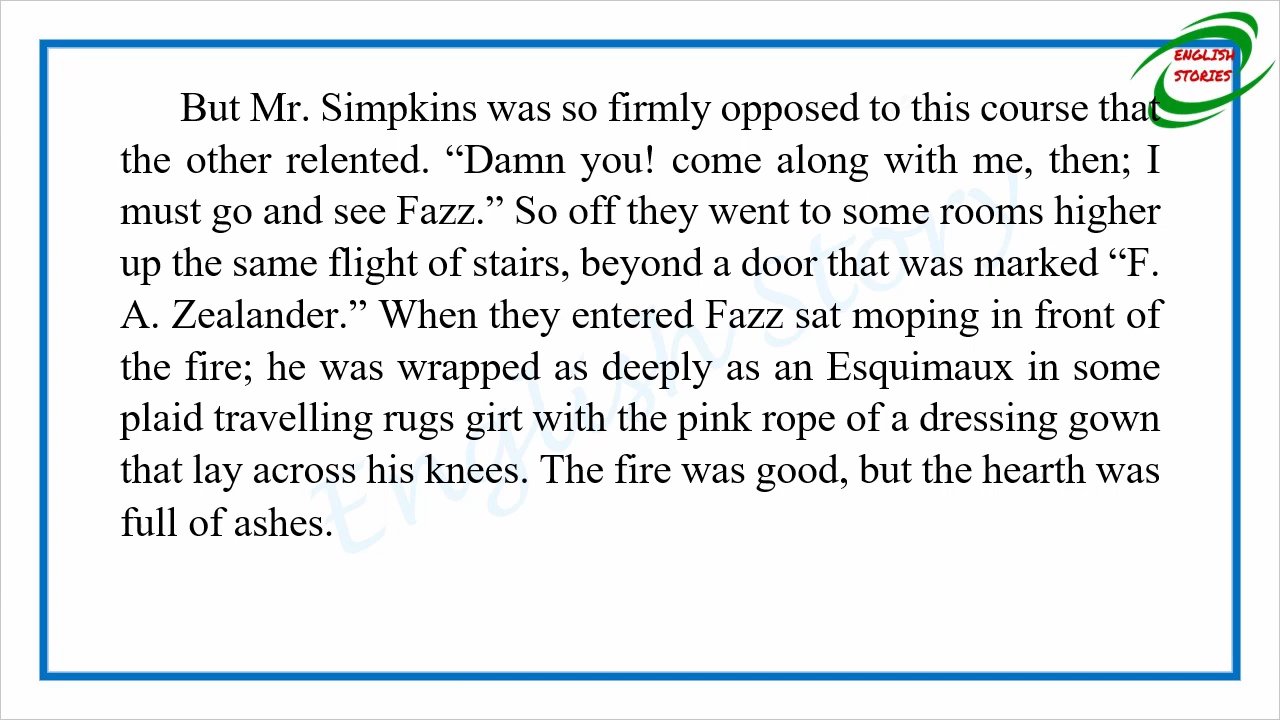 ENGLISH
STORIES
But Mr. Simpkins was so firmly opposed to this course that
the other relented. “Damn you! come along with me, then; I
must go and see Fazz.” So off they went to some rooms higher
up the same flight of stairs, beyond a door that was marked “F.
A. Zealander.” When they entered Fazz sat moping in front of
the fire; he was wrapped as deeply as an Esquimaux in some
plaid travelling rugs girt with the pink rope of a dressing gown
that lay across his knees. The fire was good, but the hearth was
full of ashes.
English Story